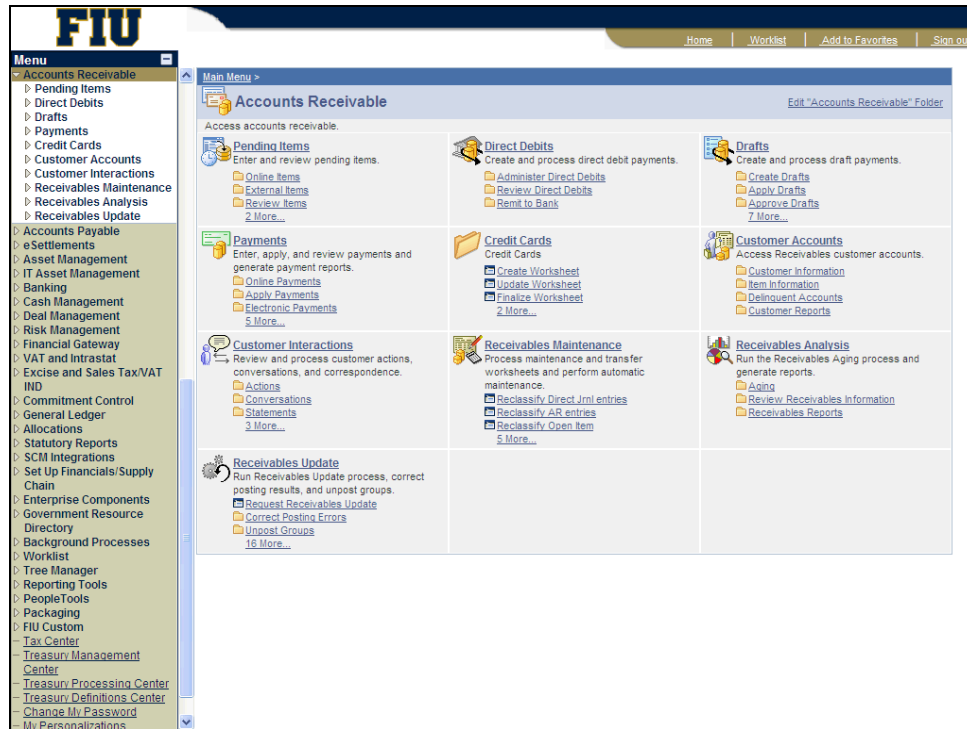 FIU
Home
Worklist
Add to Favorites
Sign ou
Menu
Accounts Receivable
Pending Items
Direct Debits
Drafts
Payments
Credit Cards
Customer Accounts
Customer Interactions
Receivables Maintenance
Receivables Analysis
Receivables Update
Accounts Payable
eSettlements
Asset Management
IT Asset Management
Banking
Cash Management
Deal Management
Risk Management
Financial Gateway
VAT and Intrastat
Excise and Sales Tax/VAT
IND
Commitment Control
General Ledger
Allocations
Statutory Reports
SCM Integrations
Set Up Financials/Supply
Chain
Enterprise Components
Government Resource
Directory
Background Processes
Worklist
Tree Manager
Reporting Tools
PeopleTools
Packaging
FIU Custom
Tax Center
Treasury Management
Center
Treasury Processing Center
Treasury Definitions Center
Change My Password
My Personalizations
Main Menu >
Accounts Receivable
Edit "Accounts Receivable" Folder
Access accounts receivable.
Pending Items
Enter and review pending items.
Online Items
External Items
Review Items
2 More...
Direct Debits
Create and process direct debit payments.
Administer Direct Debits
Review Direct Debits
Remit to Bank
Drafts
Create and process draft payments.
Create Drafts
Apply Drafts
Approve Drafts
7 More...
Payments
Enter, apply, and review payments and
generate payment reports.
Online Payments
Apply Payments
Electronic Payments
5 More...
Credit Cards
Credit Cards
Create Worksheet
Update Worksheet
Finalize Worksheet
2 More...
Customer Accounts
Access Receivables customer accounts.
Customer Information
Item Information
Delinquent Accounts
Customer Reports
Customer Interactions
Review and process customer actions,
conversations, and correspondence.
Actions
Conversations
Statements
3 More...
Receivables Maintenance
Process maintenance and transfer
worksheets and perform automatic
maintenance.
Reclassify Direct Jrnl entries
Reclassify AR entries
Reclassify Open Item
5 More...
Receivables Analysis
Run the Receivables Aging process and
generate reports.
Aging
Review Receivables Information
Receivables Reports
Receivables Update
Run Receivables Update process, correct
posting results, and unpost groups.
Request Receivables Update
Correct Posting Errors
Unpost Groups
16 More...